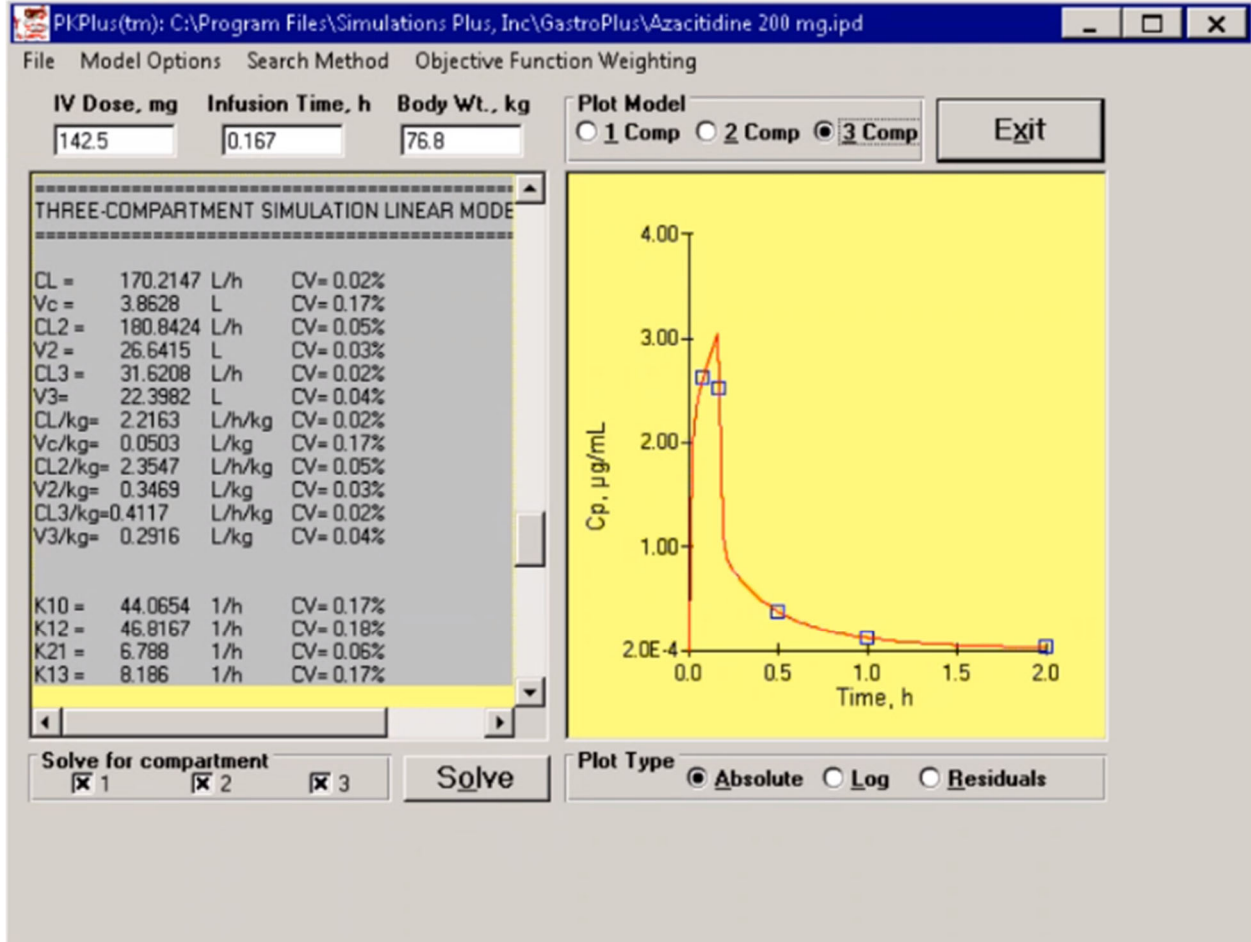 PKPlus(tm): C:\Program Files\Simulations Plus, Inc\GastroPlus\Azacitidine 200 mg.ipd
File Model Options Search Method Objective Function Weighting
IV Dose, mg Infusion Time, h Body Wt., kg
142.5 0.167 76.8
Plot Model
1 Comp 2 Comp 3 Comp
Exit
==========================================
THREE-COMPARTMENT SIMULATION LINEAR MODE
==========================================
CL = 170.2147 L/h CV= 0.02%
Vc = 3.8628 L CV= 0.17%
CL2 = 180.8424 L/h CV= 0.05%
V2 = 26.6415 L CV= 0.03%
CL3 = 31.6208 L/h CV= 0.02%
V3= 22.3982 L CV= 0.04%
CL/kg= 2.2163 L/h/kg CV= 0.02%
Vc/kg= 0.0503 L/kg CV= 0.17%
CL2/kg= 2.3547 L/h/kg CV= 0.05%
V2/kg= 0.3469 L/kg CV= 0.03%
CL3/kg=0.4117 L/h/kg CV= 0.02%
V3/kg= 0.2916 L/kg CV= 0.04%
K10 = 44.0654 1/h CV= 0.17%
K12 = 46.8167 1/h CV= 0.18%
K21 = 6.788 1/h CV= 0.06%
K13 = 8.186 1/h CV= 0.17%
4.00
3.00
2.00
1.00
2.0E-4
Cp, µg/mL
0.0 0.5 1.0 1.5 2.0
Time, h
Solve for compartment
1 2 3
Solve
Plot Type
Absolute Log Residuals